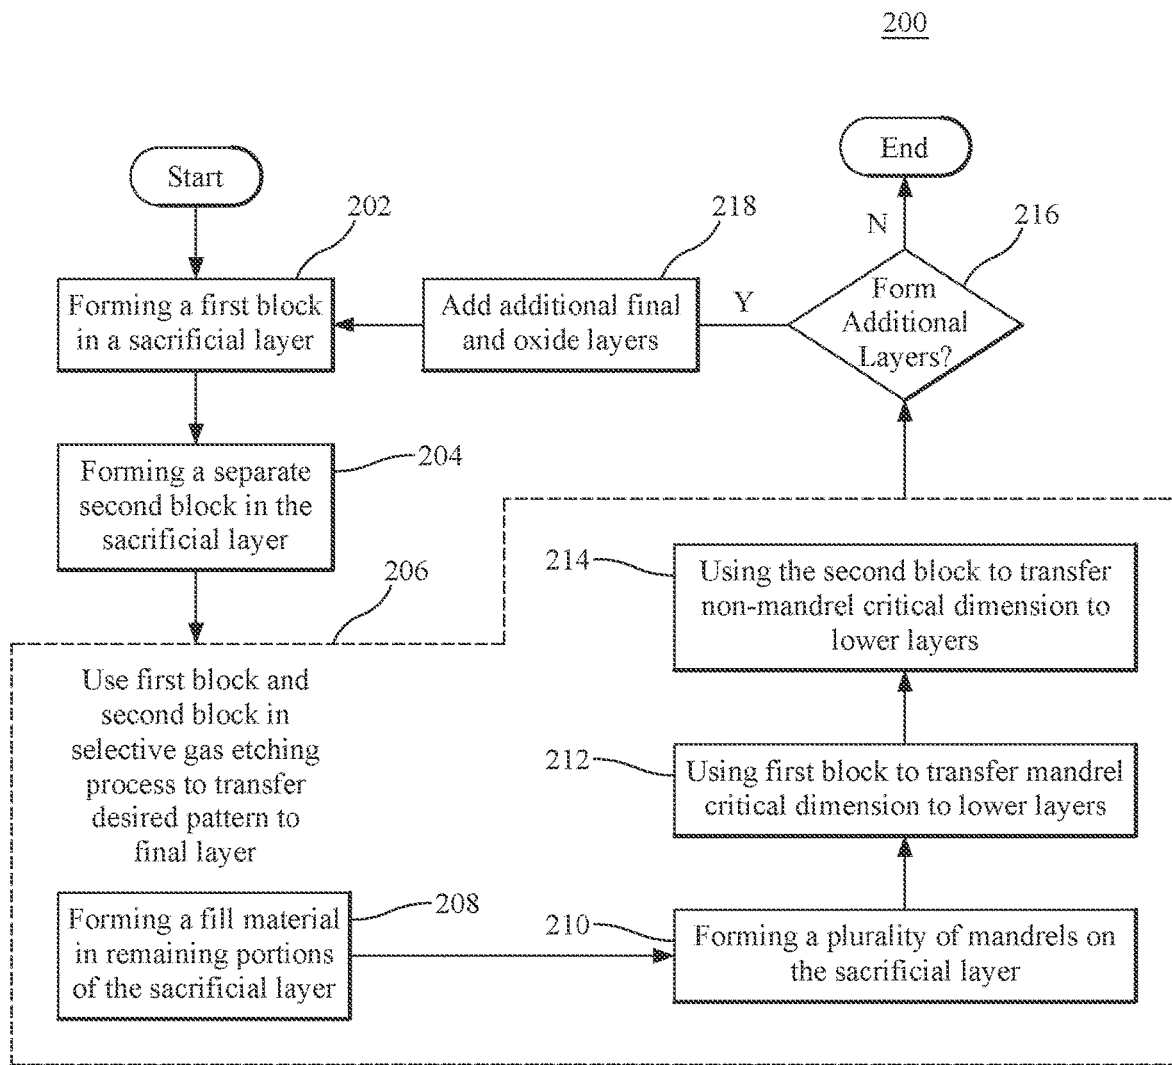 200
Start
End
202
218
216
N
Y
Forming a first block
in a sacrificial layer
Add additional final
and oxide layers
Form
Additional
Layers?
204
Forming a separate
second block in the
sacrificial layer
206
Use first block and
second block in
selective gas etching
process to transfer
desired pattern to
final layer
208
Forming a fill material
in remaining portions
of the sacrificial layer
210
Forming a plurality of mandrels on
the sacrificial layer
212
Using first block to transfer mandrel
critical dimension to lower layers
214
Using the second block to transfer
non-mandrel critical dimension to
lower layers